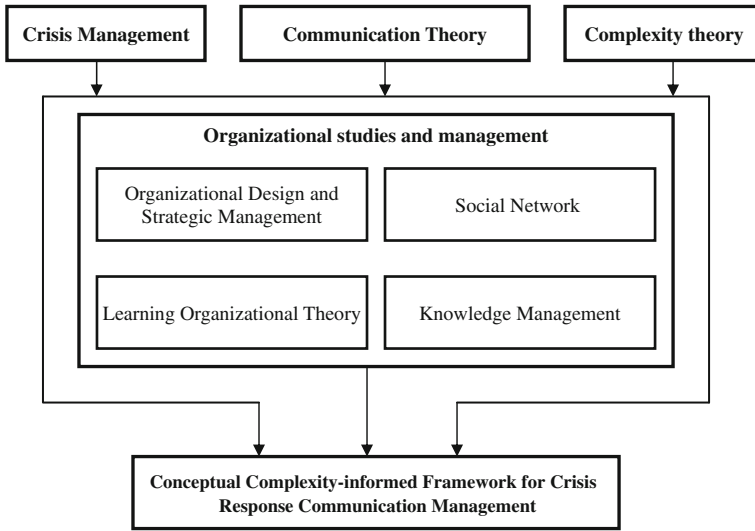 Crisis Management
Communication Theory
Complexity theory
Organizational studies and management
Organizational Design and
Strategic Management
Social Network
Learning Organizational Theory
Knowledge Management
Conceptual Complexity-informed Framework for Crisis
Response Communication Management